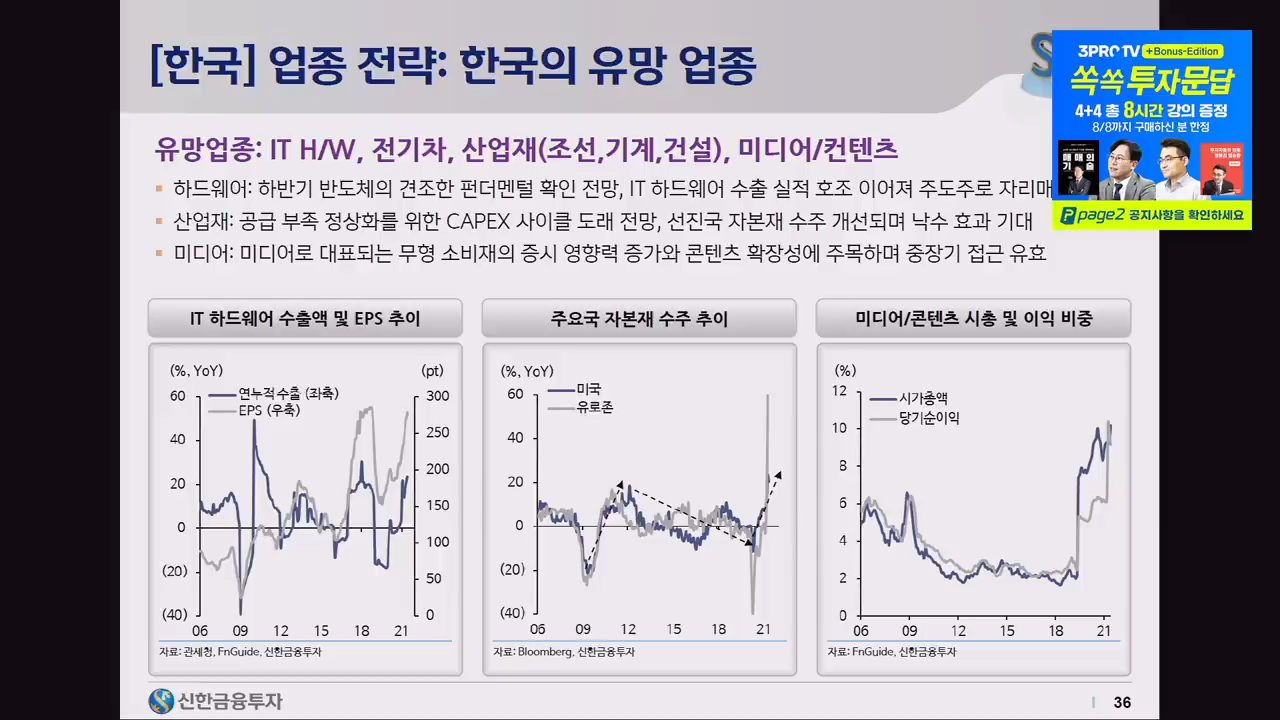 [한국] 업종 전략: 한국의 유망 업종
3PROTV +Bonus-Edition
쏙쏙 투자문답
4+4 총 8시간 강의 증정
8/8까지 구매하신 분 한정
page2 공지사항을 확인하세요
유망업종: IT H/W, 전기차, 산업재(조선,기계,건설), 미디어/컨텐츠
▪ 하드웨어: 하반기 반도체의 견조한 펀더멘털 확인 전망, IT 하드웨어 수출 실적 호조 이어져 주도주로 자리매
▪ 산업재: 공급 부족 정상화를 위한 CAPEX 사이클 도래 전망, 선진국 자본재 수주 개선되며 낙수 효과 기대
▪ 미디어: 미디어로 대표되는 무형 소비재의 증시 영향력 증가와 콘텐츠 확장성에 주목하며 중장기 접근 유효
IT 하드웨어 수출액 및 EPS 추이
(%, YoY) (pt)
연누적 수출 (좌축)
EPS (우축)
60 300
250
40
200
20
150
0
100
(20)
50
(40) 0
06 09 12 15 18 21
자료: 관세청, FnGuide, 신한금융투자
주요국 자본재 수주 추이
(%, YoY)
미국
유로존
60
40
20
0
(20)
(40)
06 09 12 15 18 21
자료: Bloomberg, 신한금융투자
미디어/콘텐츠 시총 및 이익 비중
(%)
시가총액
당기순이익
12
10
8
6
4
2
0
06 09 12 15 18 21
자료: FnGuide, 신한금융투자
신한금융투자
36